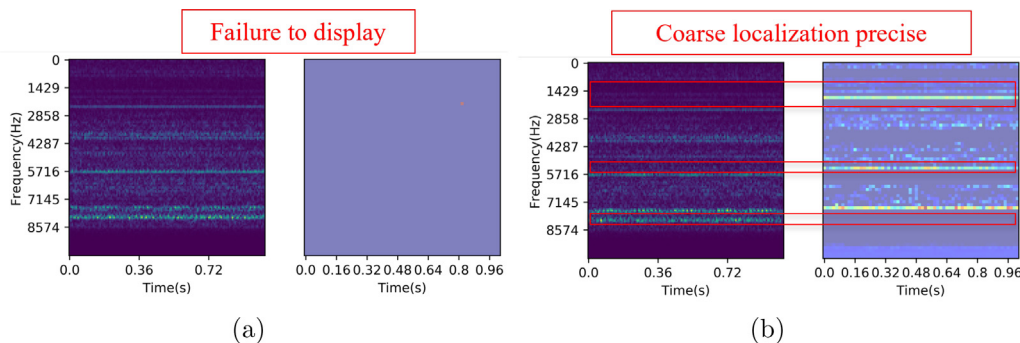 Failure to display
Coarse localization precise
0
1429
2858
4287
5716
7145
8574
Frequency(Hz)
0.0 0.36 0.72
Time(s)
0.0 0.16 0.32 0.48 0.64 0.8 0.96
Time(s)
0
1429
2858
4287
5716
7145
8574
Frequency(Hz)
0.0 0.36 0.72
Time(s)
0.0 0.16 0.32 0.48 0.64 0.8 0.96
Time(s)
(a)
(b)